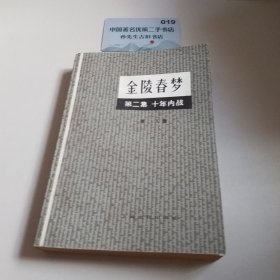 019
中国著名优质二手书店
孙先生古旧书店
金陵春梦
第二集 十年内战